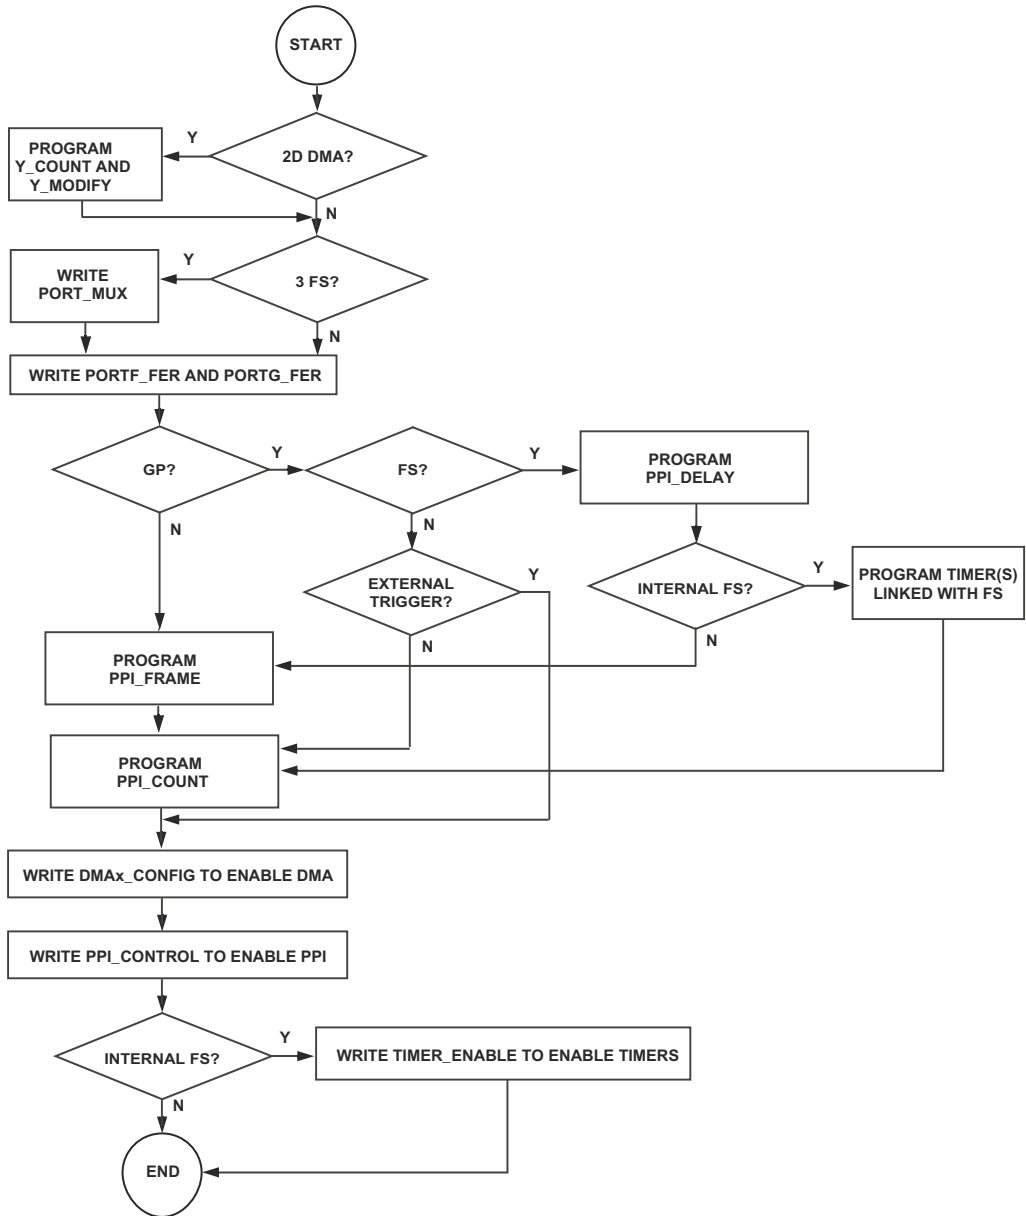 START
2D DMA?
Y
PROGRAM
Y_COUNT AND
Y_MODIFY
N
3 FS?
Y
WRITE
PORT_MUX
N
WRITE PORTF_FER AND PORTG_FER
GP?
Y
FS?
Y
PROGRAM
PPI_DELAY
N
N
EXTERNAL
TRIGGER?
Y
INTERNAL FS?
Y
PROGRAM TIMER(S)
LINKED WITH FS
N
N
PROGRAM
PPI_FRAME
PROGRAM
PPI_COUNT
WRITE DMAx_CONFIG TO ENABLE DMA
WRITE PPI_CONTROL TO ENABLE PPI
INTERNAL FS?
Y
WRITE TIMER_ENABLE TO ENABLE TIMERS
N
END